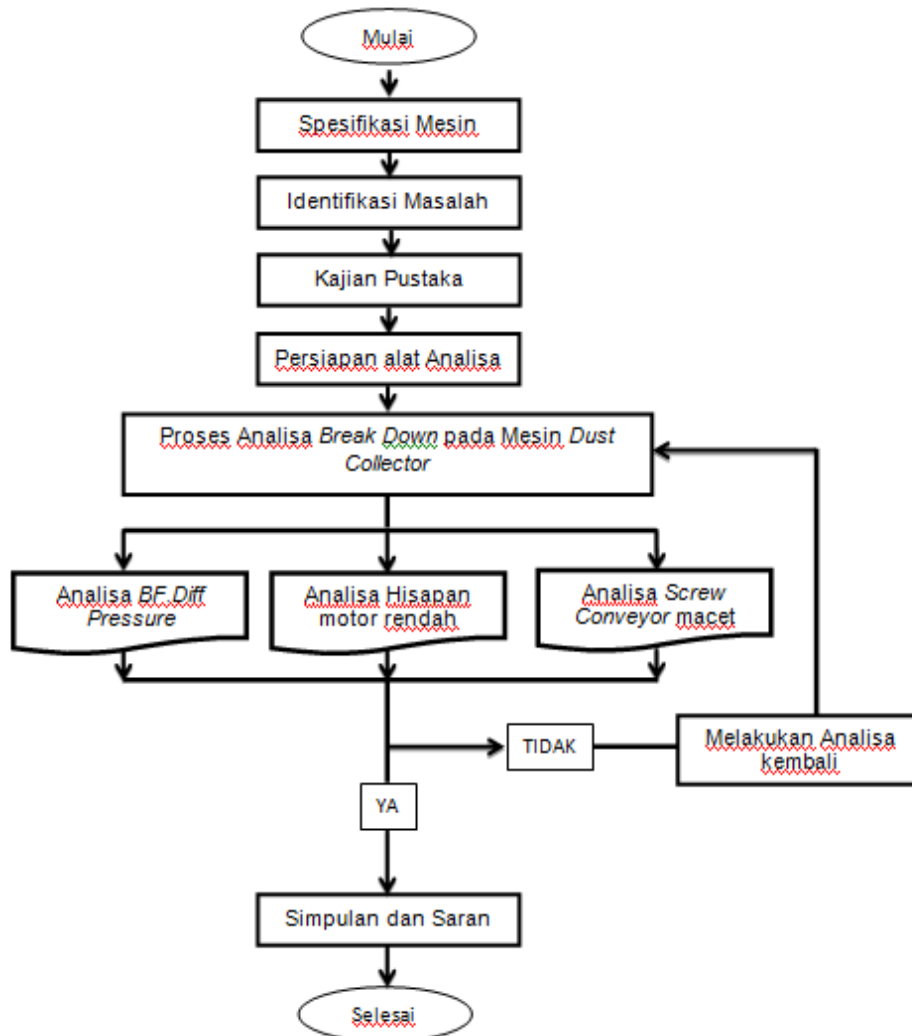 Mulai
Spesifikasi Mesin
Identifikasi Masalah
Kajian Pustaka
Persiapan alat Analisa
Proses Analisa Break Down pada Mesin Dust
Collector
Analisa BF.Diff
Pressure
Analisa Hisapan
motor rendah
Analisa Screw
Conveyor macet
TIDAK
Melakukan Analisa
kembali
YA
Simpulan dan Saran
Selesai